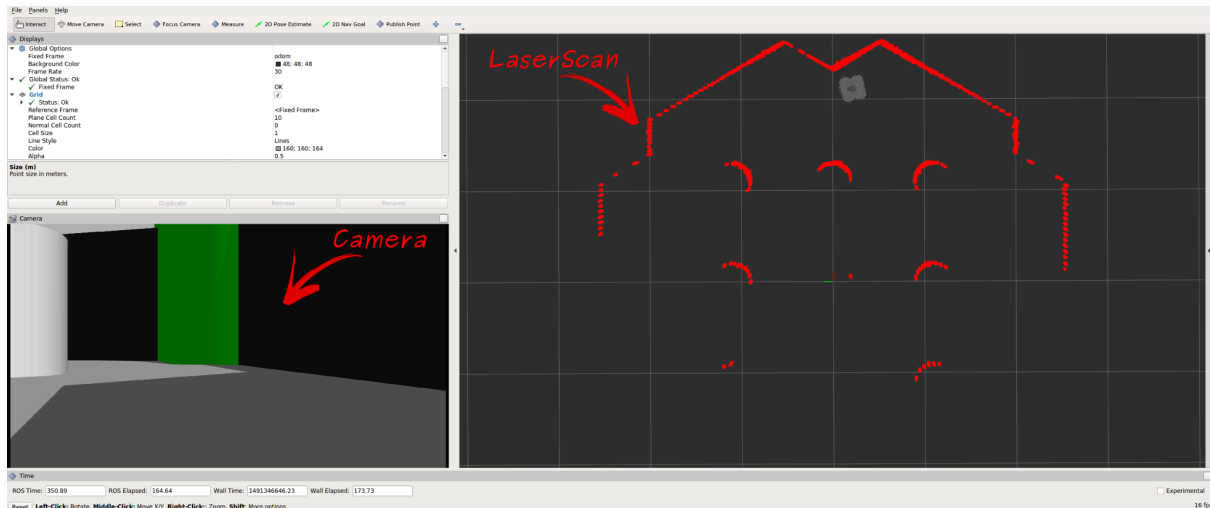 File Panels Help
Interact Move Camera Select Focus Camera Measure 2D Pose Estimate 2D Nav Goal Publish Point
Displays
Global Options
Fixed Frame odom
Background Color 48; 48; 48
Frame Rate 30
Global Status: Ok
Fixed Frame OK
Grid
Status: Ok
Reference Frame <Fixed Frame>
Plane Cell Count 10
Normal Cell Count 0
Cell Size 1
Line Style Lines
Color 160; 160; 164
Alpha 0.5
Size (m)
Point size in meters.
Add Duplicate Remove Rename
Camera
Camera
LaserScan
Time
ROS Time: 350.89 ROS Elapsed: 164.64 Wall Time: 1491346646.23 Wall Elapsed: 173.73 Experimental
Reset Left-Click: Rotate. Middle-Click: Move X/Y. Right-Click: Zoom. Shift: More options. 16 fps